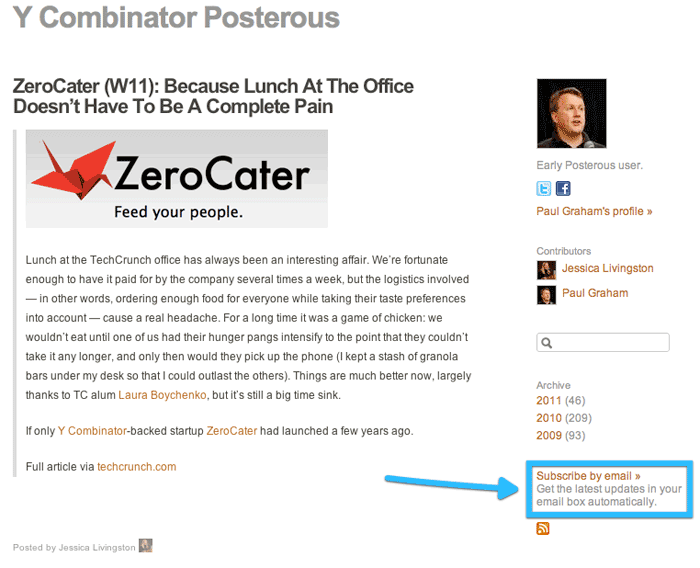 Y Combinator Posterous
ZeroCater (W11): Because Lunch At The Office
Doesn't Have To Be A Complete Pain
ZeroCater
Feed your people.
Lunch at the TechCrunch office has always been an interesting affair. We're fortunate
enough to have it paid for by the company several times a week, but the logistics involved
— in other words, ordering enough food for everyone while taking their taste preferences
into account — cause a real headache. For a long time it was a game of chicken: we
wouldn't eat until one of us had their hunger pangs intensify to the point that they couldn't
take it any longer, and only then would they pick up the phone (I kept a stash of granola
bars under my desk so that I could outlast the others). Things are much better now, largely
thanks to TC alum Laura Boychenko, but it's still a big time sink.
If only Y Combinator-backed startup ZeroCater had launched a few years ago.
Full article via techcrunch.com
Posted by Jessica Livingston
Early Posterous user.
t f
Paul Graham's profile »
Contributors
Jessica Livingston
Paul Graham
Archive
2011 (46)
2010 (209)
2009 (93)
Subscribe by email »
Get the latest updates in your
email box automatically.